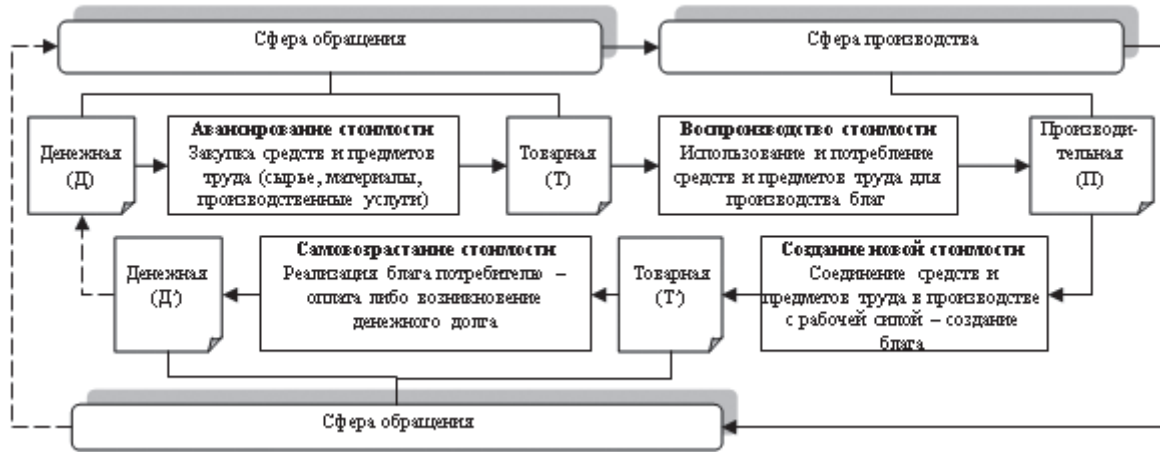 Сфера обращения
Сфера производства
Денежная
(Д)
Авансирование стоимости
Закупка средств и предметов
труда (сырье, материалы,
производственные услуги)
Товарная
(Т)
Воспроизводство стоимости
Использование и потребление
средств и предметов труда для
производства благ
Производи-
тельная
(П)
Денежная
(Д')
Самовозрастание стоимости
Реализация блага потребителю –
оплата либо возникновение
денежного долга
Товарная
(Т')
Создание новой стоимости
Соединение средств и
предметов труда в производстве
с рабочей силой – создание
блага
Сфера обращения